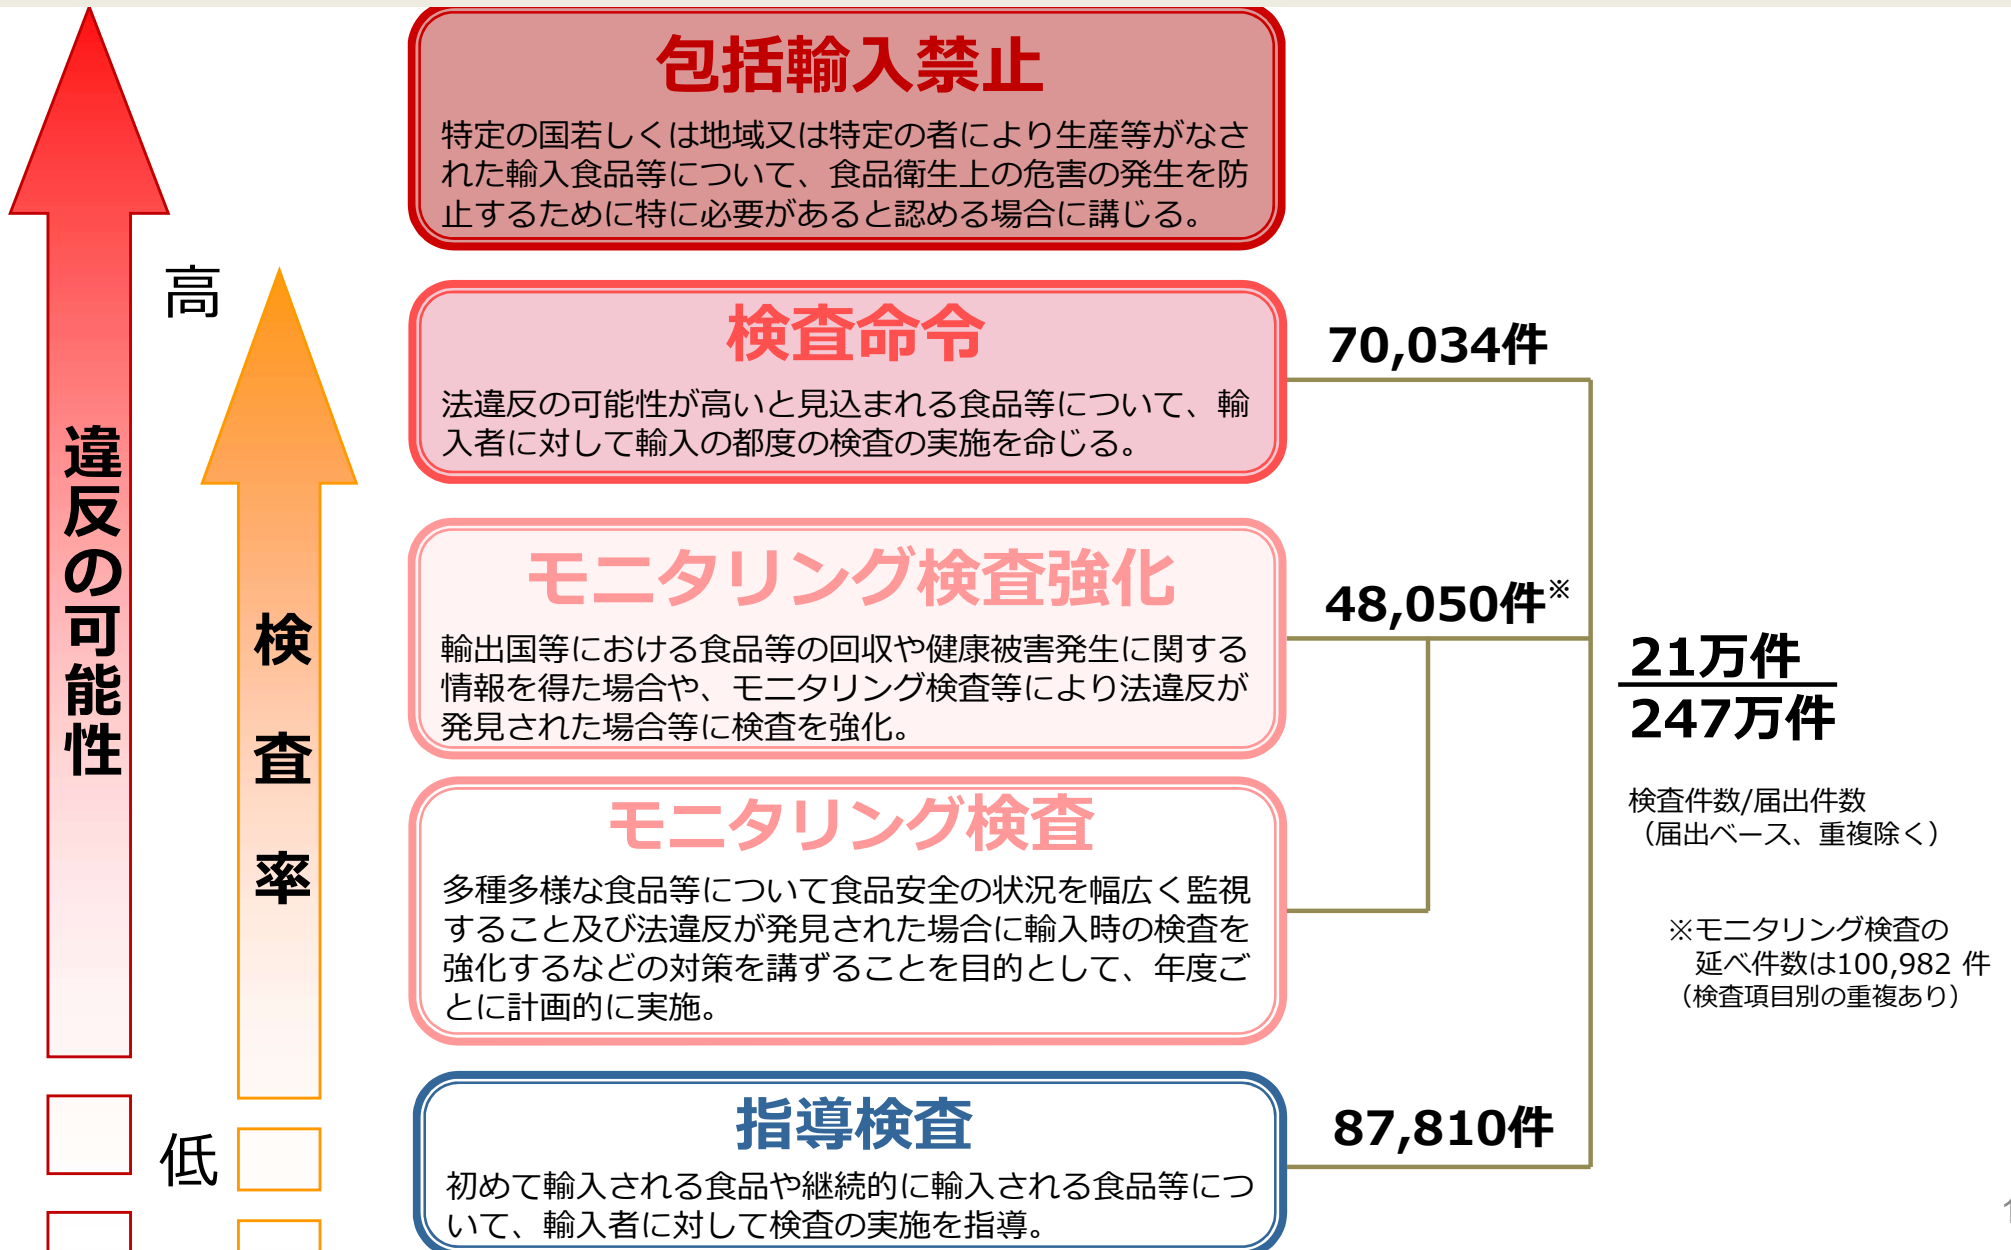 包括輸入禁止
特定の国若しくは地域又は特定の者により生産等がなさ
れた輸入食品等について、食品衛生上の危害の発生を防
止するために特に必要があると認める場合に講じる。
高
検査命令
法違反の可能性が高いと見込まれる食品等について、輸
入者に対して輸入の都度の検査の実施を命じる。
70,034件
違反の可能性
検査率
モニタリング検査強化
輸出国等における食品等の回収や健康被害発生に関する
情報を得た場合や、モニタリング検査等により法違反が
発見された場合等に検査を強化。
48,050件※
21万件
247万件
検査件数/届出件数
（届出ベース、重複除く）
モニタリング検査
多種多様な食品等について食品安全の状況を幅広く監視
すること及び法違反が発見された場合に輸入時の検査を
強化するなどの対策を講ずることを目的として、年度ご
とに計画的に実施。
※モニタリング検査の
延べ件数は100,982 件
（検査項目別の重複あり）
低
指導検査
初めて輸入される食品や継続的に輸入される食品等につ
いて、輸入者に対して検査の実施を指導。
87,810件